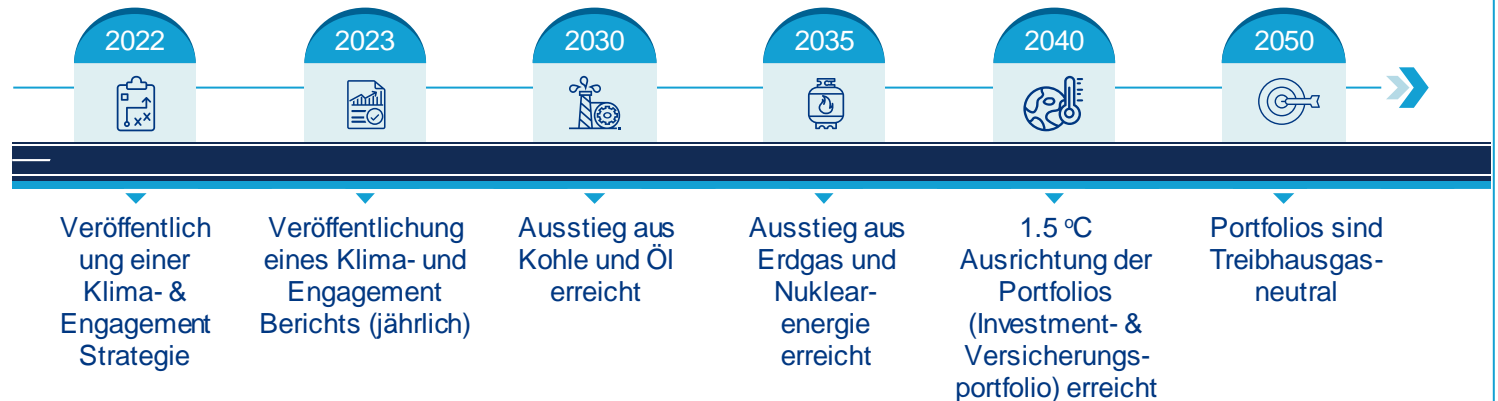 2022
2023
2030
2035
2040
2050
Veröffentlich
ung einer
Klima- &
Engagement
Strategie
Veröffentlichung
eines Klima- und
Engagement
Berichts (jährlich)
Ausstieg aus
Kohle und Öl
erreicht
Ausstieg aus
Erdgas und
Nuklear-
energie
erreicht
1.5 °C
Ausrichtung der
Portfolios
(Investment- &
Versicherungs-
portfolio) erreicht
Portfolios sind
Treibhausgas-
neutral